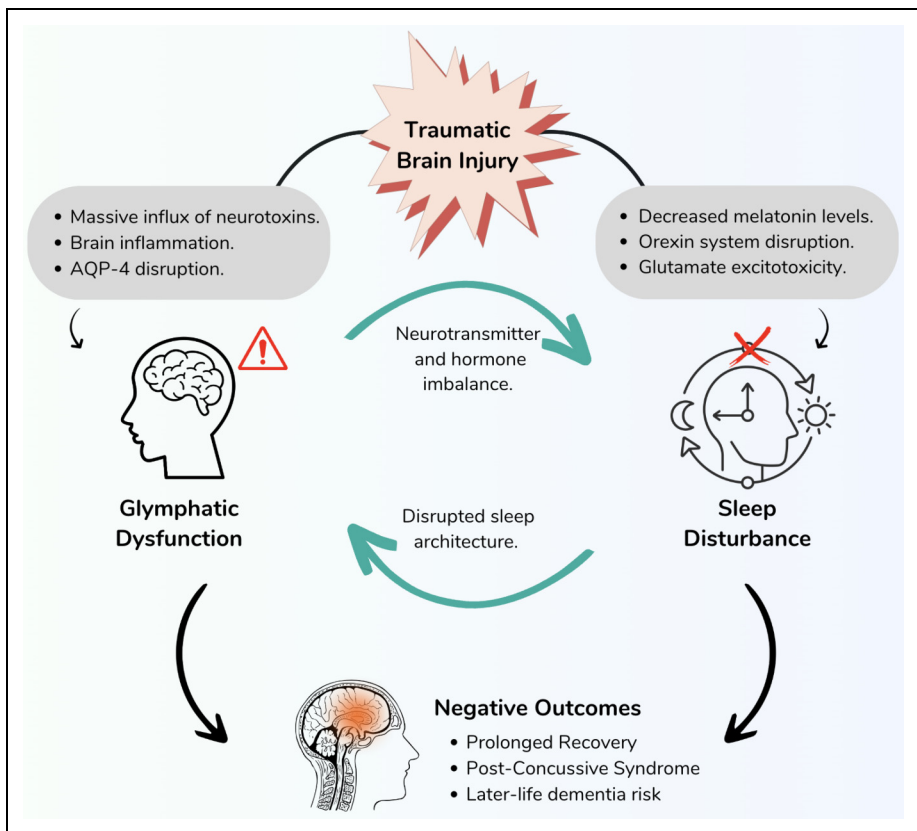 Traumatic
Brain Injury
• Massive influx of neurotoxins.
• Brain inflammation.
• AQP-4 disruption.
• Decreased melatonin levels.
• Orexin system disruption.
• Glutamate excitotoxicity.
Neurotransmitter
and hormone
imbalance.
Glymphatic
Dysfunction
Disrupted sleep
architecture.
Sleep
Disturbance
Negative Outcomes
• Prolonged Recovery
• Post-Concussive Syndrome
• Later-life dementia risk